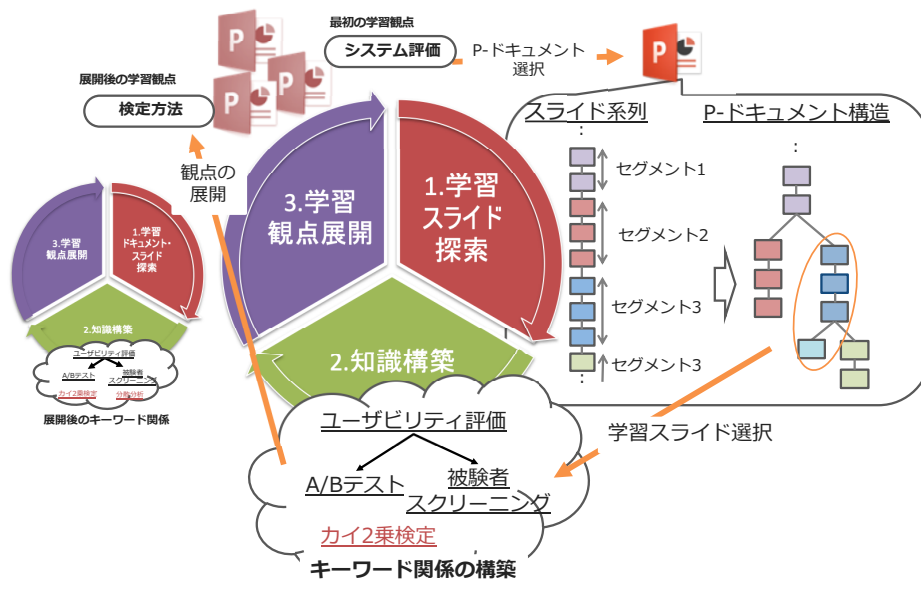 最初の学習観点
システム評価
P-ドキュメント
選択
展開後の学習観点
検定方法
P
P
P
P
観点の
展開
3.学習
観点展開
1.学習
スライド
探索
2.知識構築
3.学習
観点展開
1.学習
ドキュメント・
スライド
探索
2.知識構築
ユーザビリティ評価
A/Bテスト
被験者
スクリーニング
カイ2乗検定
分散分析
展開後のキーワード関係
スライド系列
:
セグメント1
セグメント2
セグメント3
セグメント3
:
P-ドキュメント構造
:
学習スライド選択
ユーザビリティ評価
A/Bテスト
被験者
スクリーニング
カイ2乗検定
キーワード関係の構築